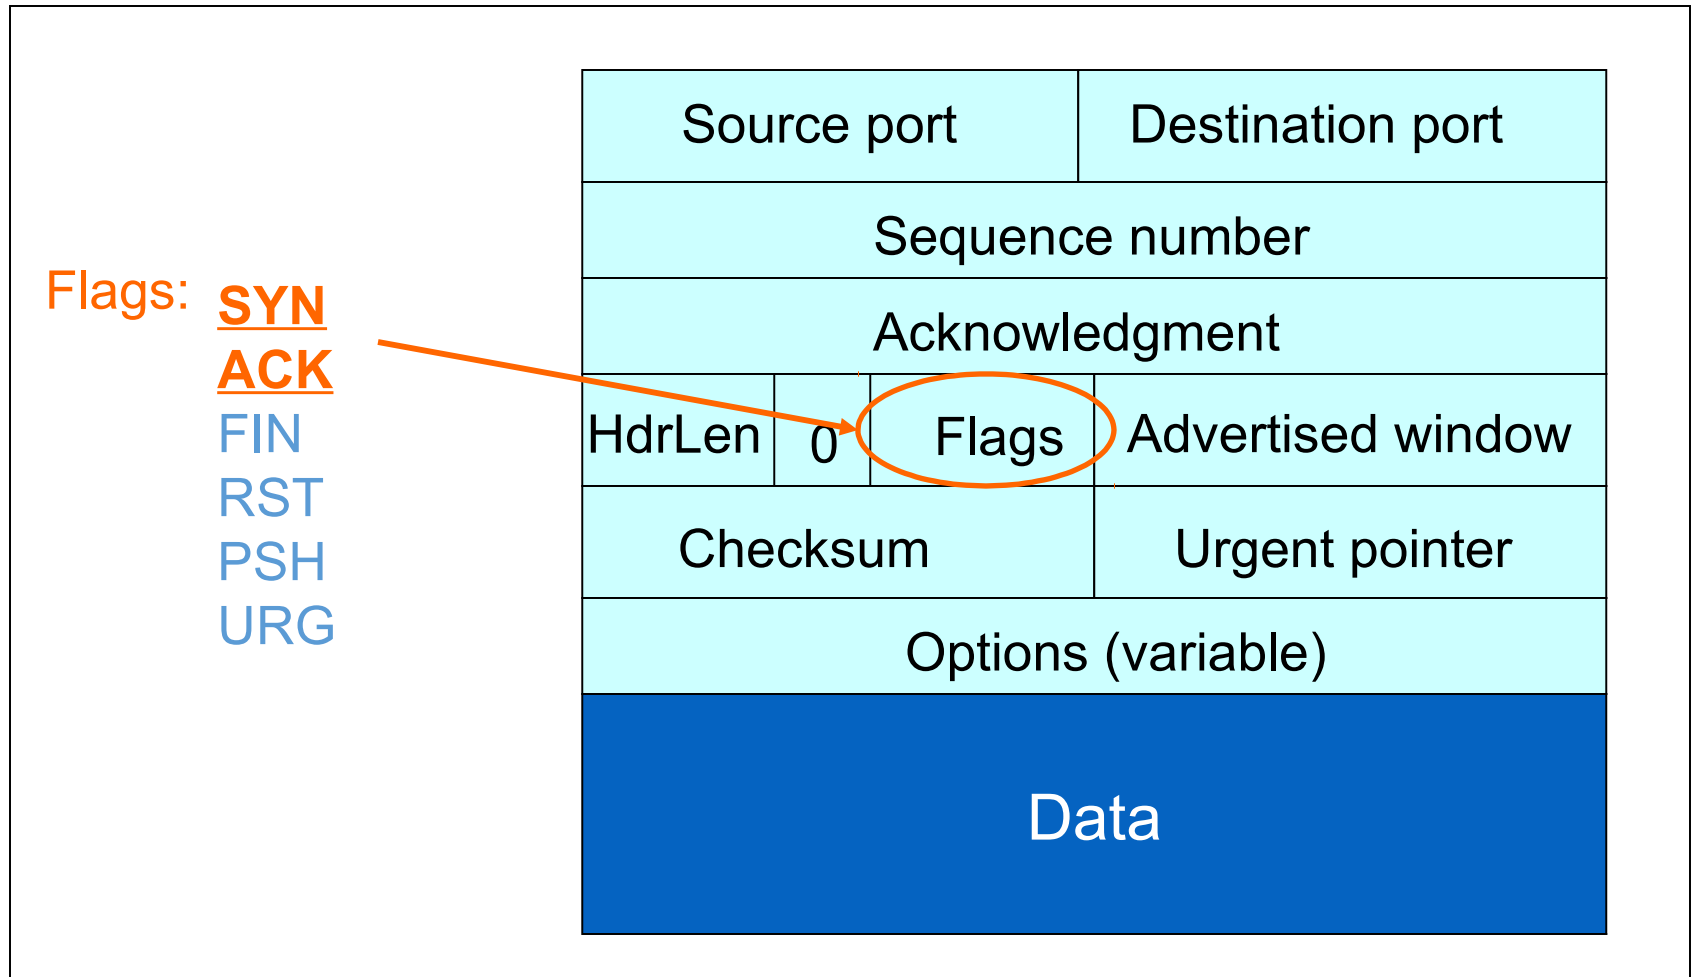 Source port Destination port
Sequence number
Flags: SYN
Acknowledgment
ACK
FIN
HdrLen 0 Flags Advertised window
RST
PSH
Checksum Urgent pointer
URG
Options (variable)
Data